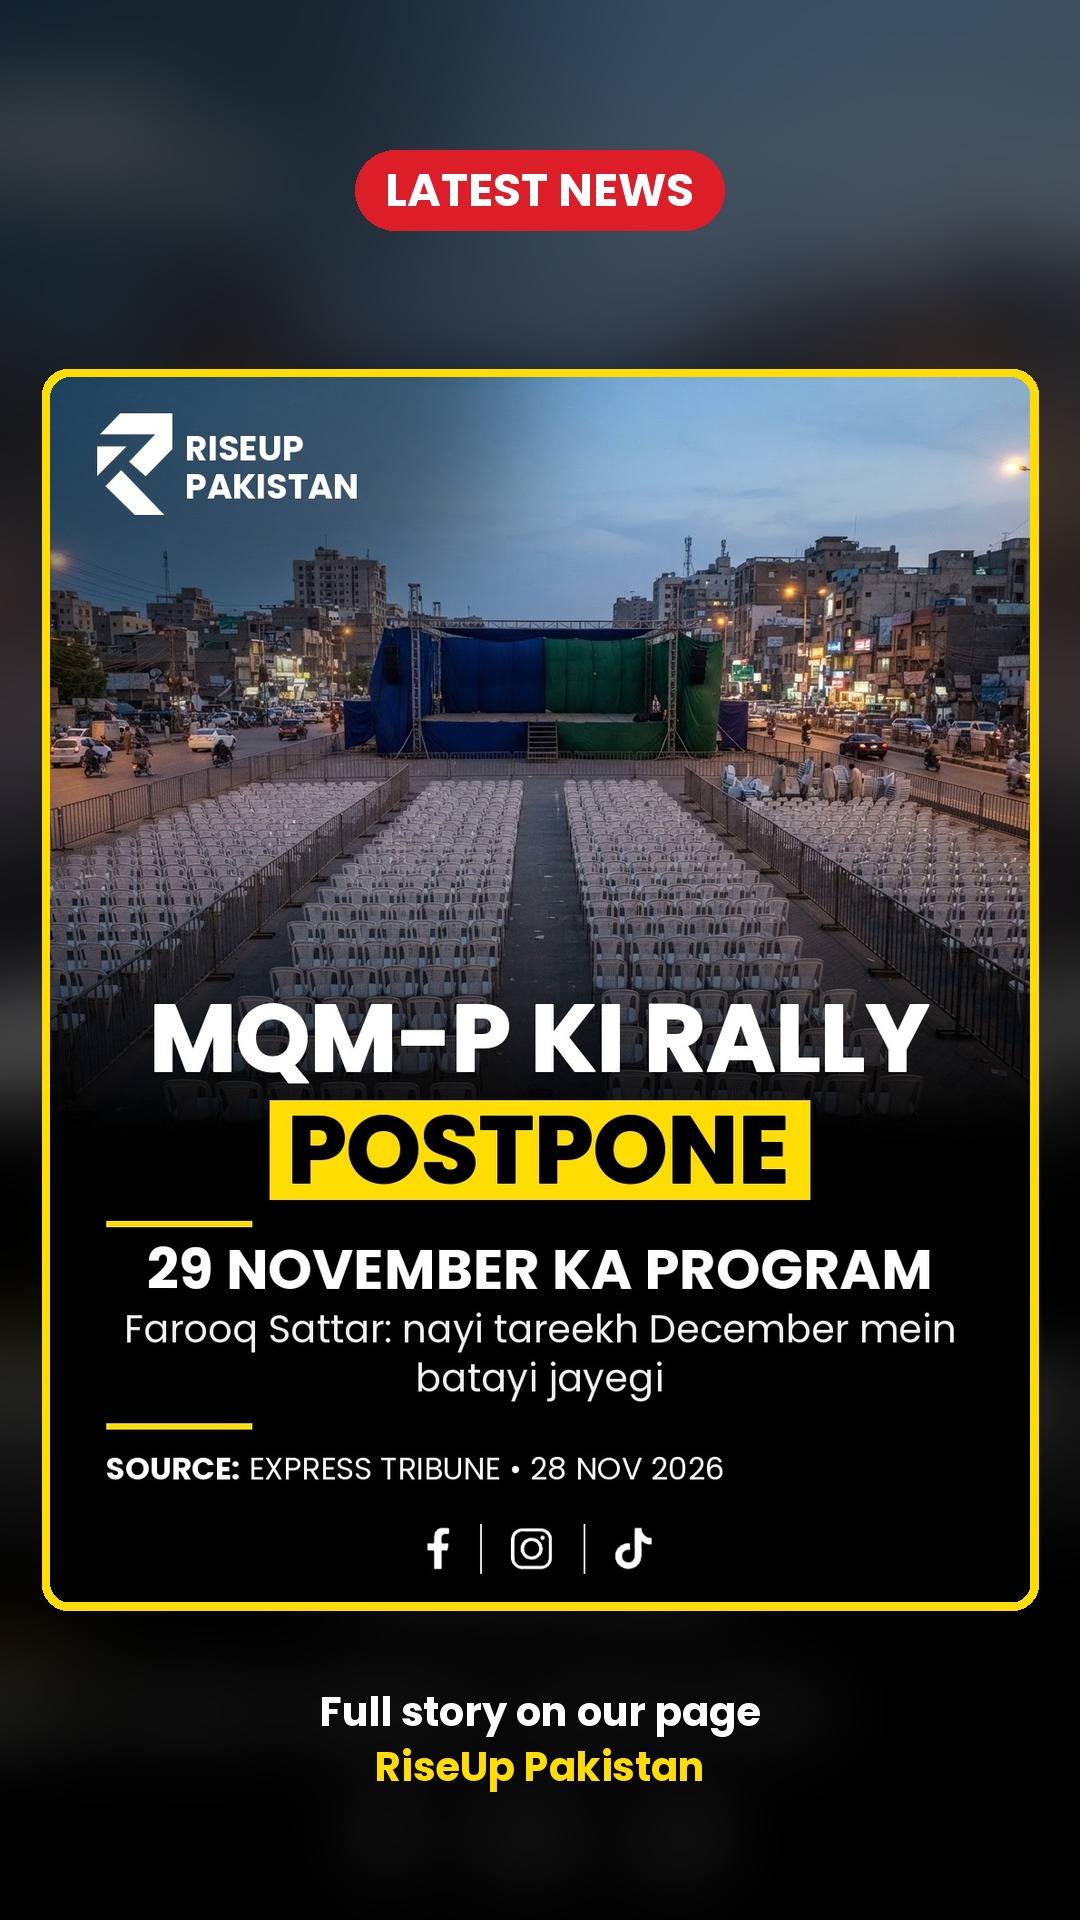 LATEST NEWS
RISEUP
PAKISTAN
MQM-P KI RALLY
POSTPONE
29 NOVEMBER KA PROGRAM
Farooq Sattar: nayi tareekh December mein
batayi jayegi
SOURCE: EXPRESS TRIBUNE • 28 NOV 2026
Full story on our page
RiseUp Pakistan